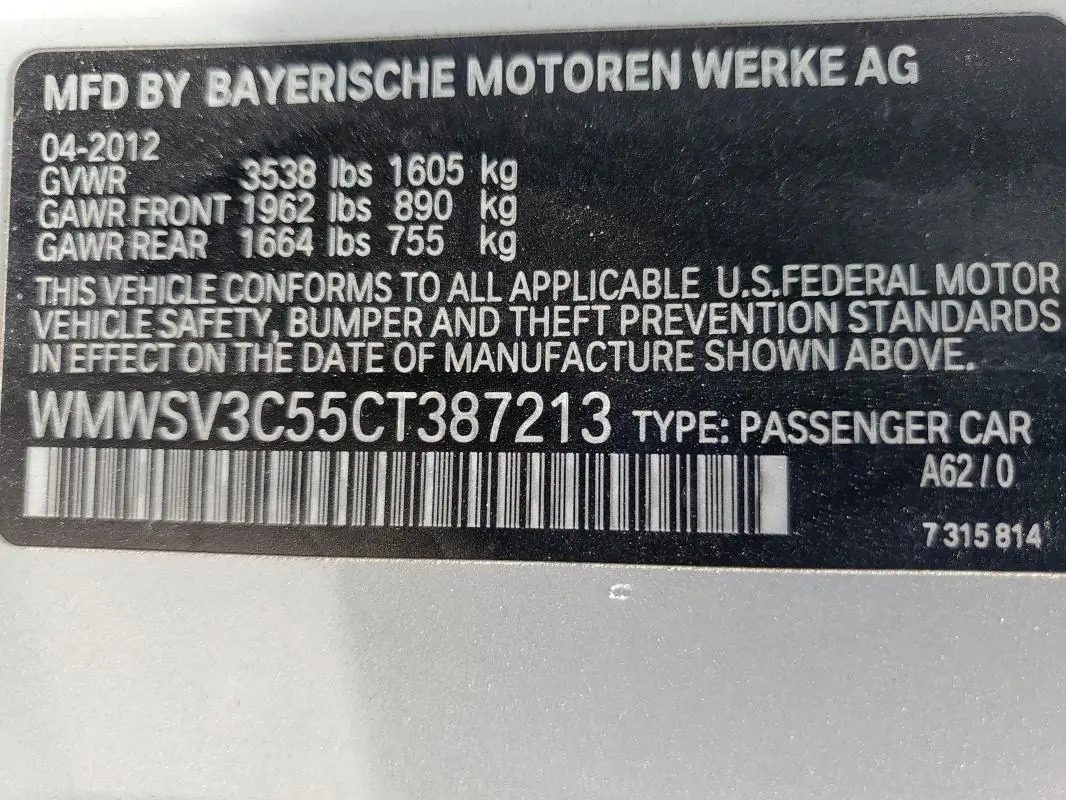 MFD BY BAYERISCHE MOTOREN WERKE AG
04-2012
GVWR 3538 lbs 1605 kg
GAWR FRONT 1962 lbs 890 kg
GAWR REAR 1664 lbs 755 kg
THIS VEHICLE CONFORMS TO ALL APPLICABLE U.S.FEDERAL MOTOR
VEHICLE SAFETY, BUMPER AND THEFT PREVENTION STANDARDS
IN EFFECT ON THE DATE OF MANUFACTURE SHOWN ABOVE.
WMWSV3C55CT387213 TYPE: PASSENGER CAR
A62/0
7 315 814